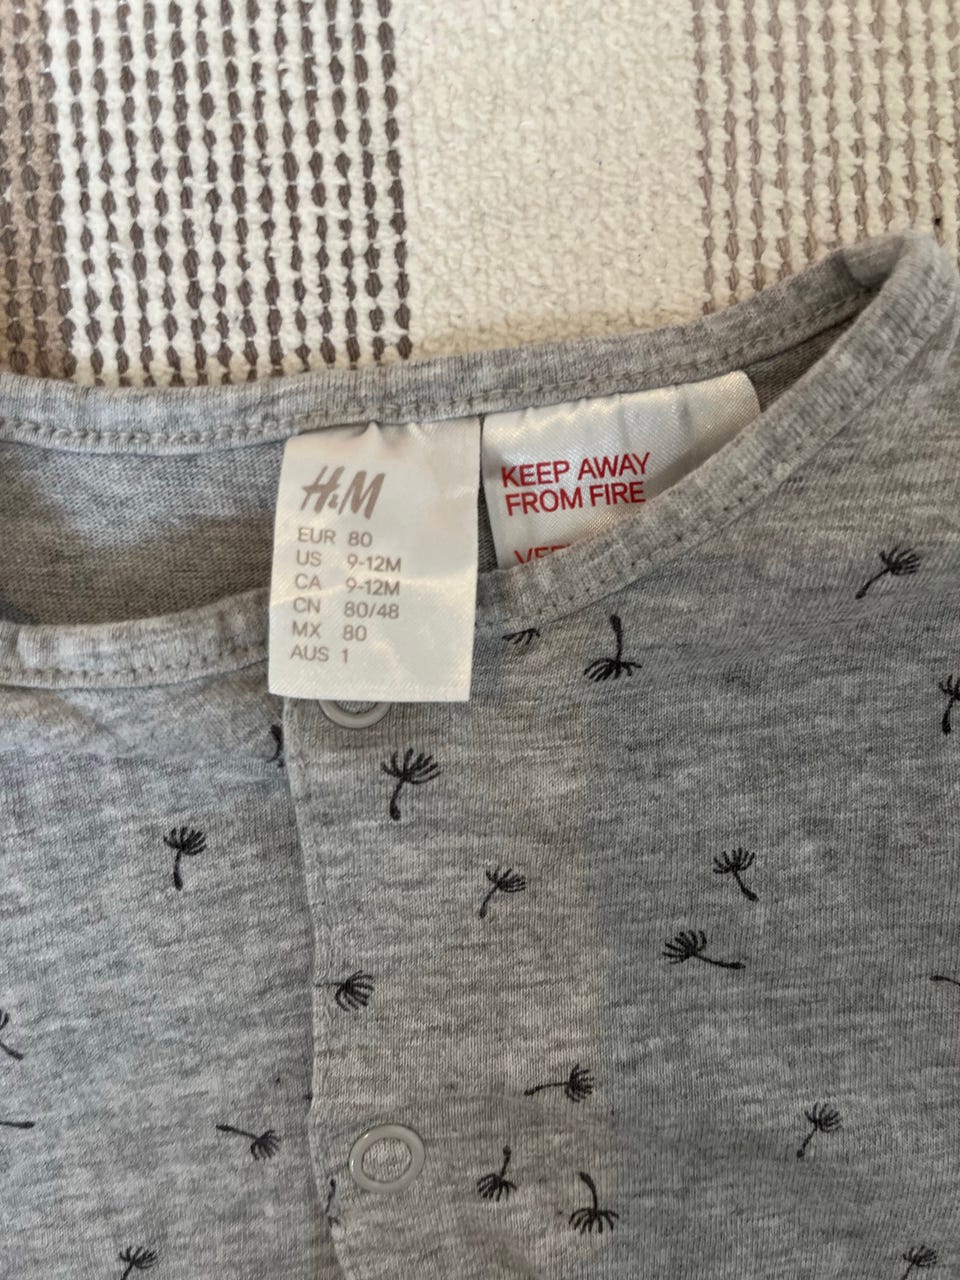 H&M
EUR 80
US 9-12M
CA 9-12M
CN 80/48
MX 80
AUS 1
KEEP AWAY
FROM FIRE